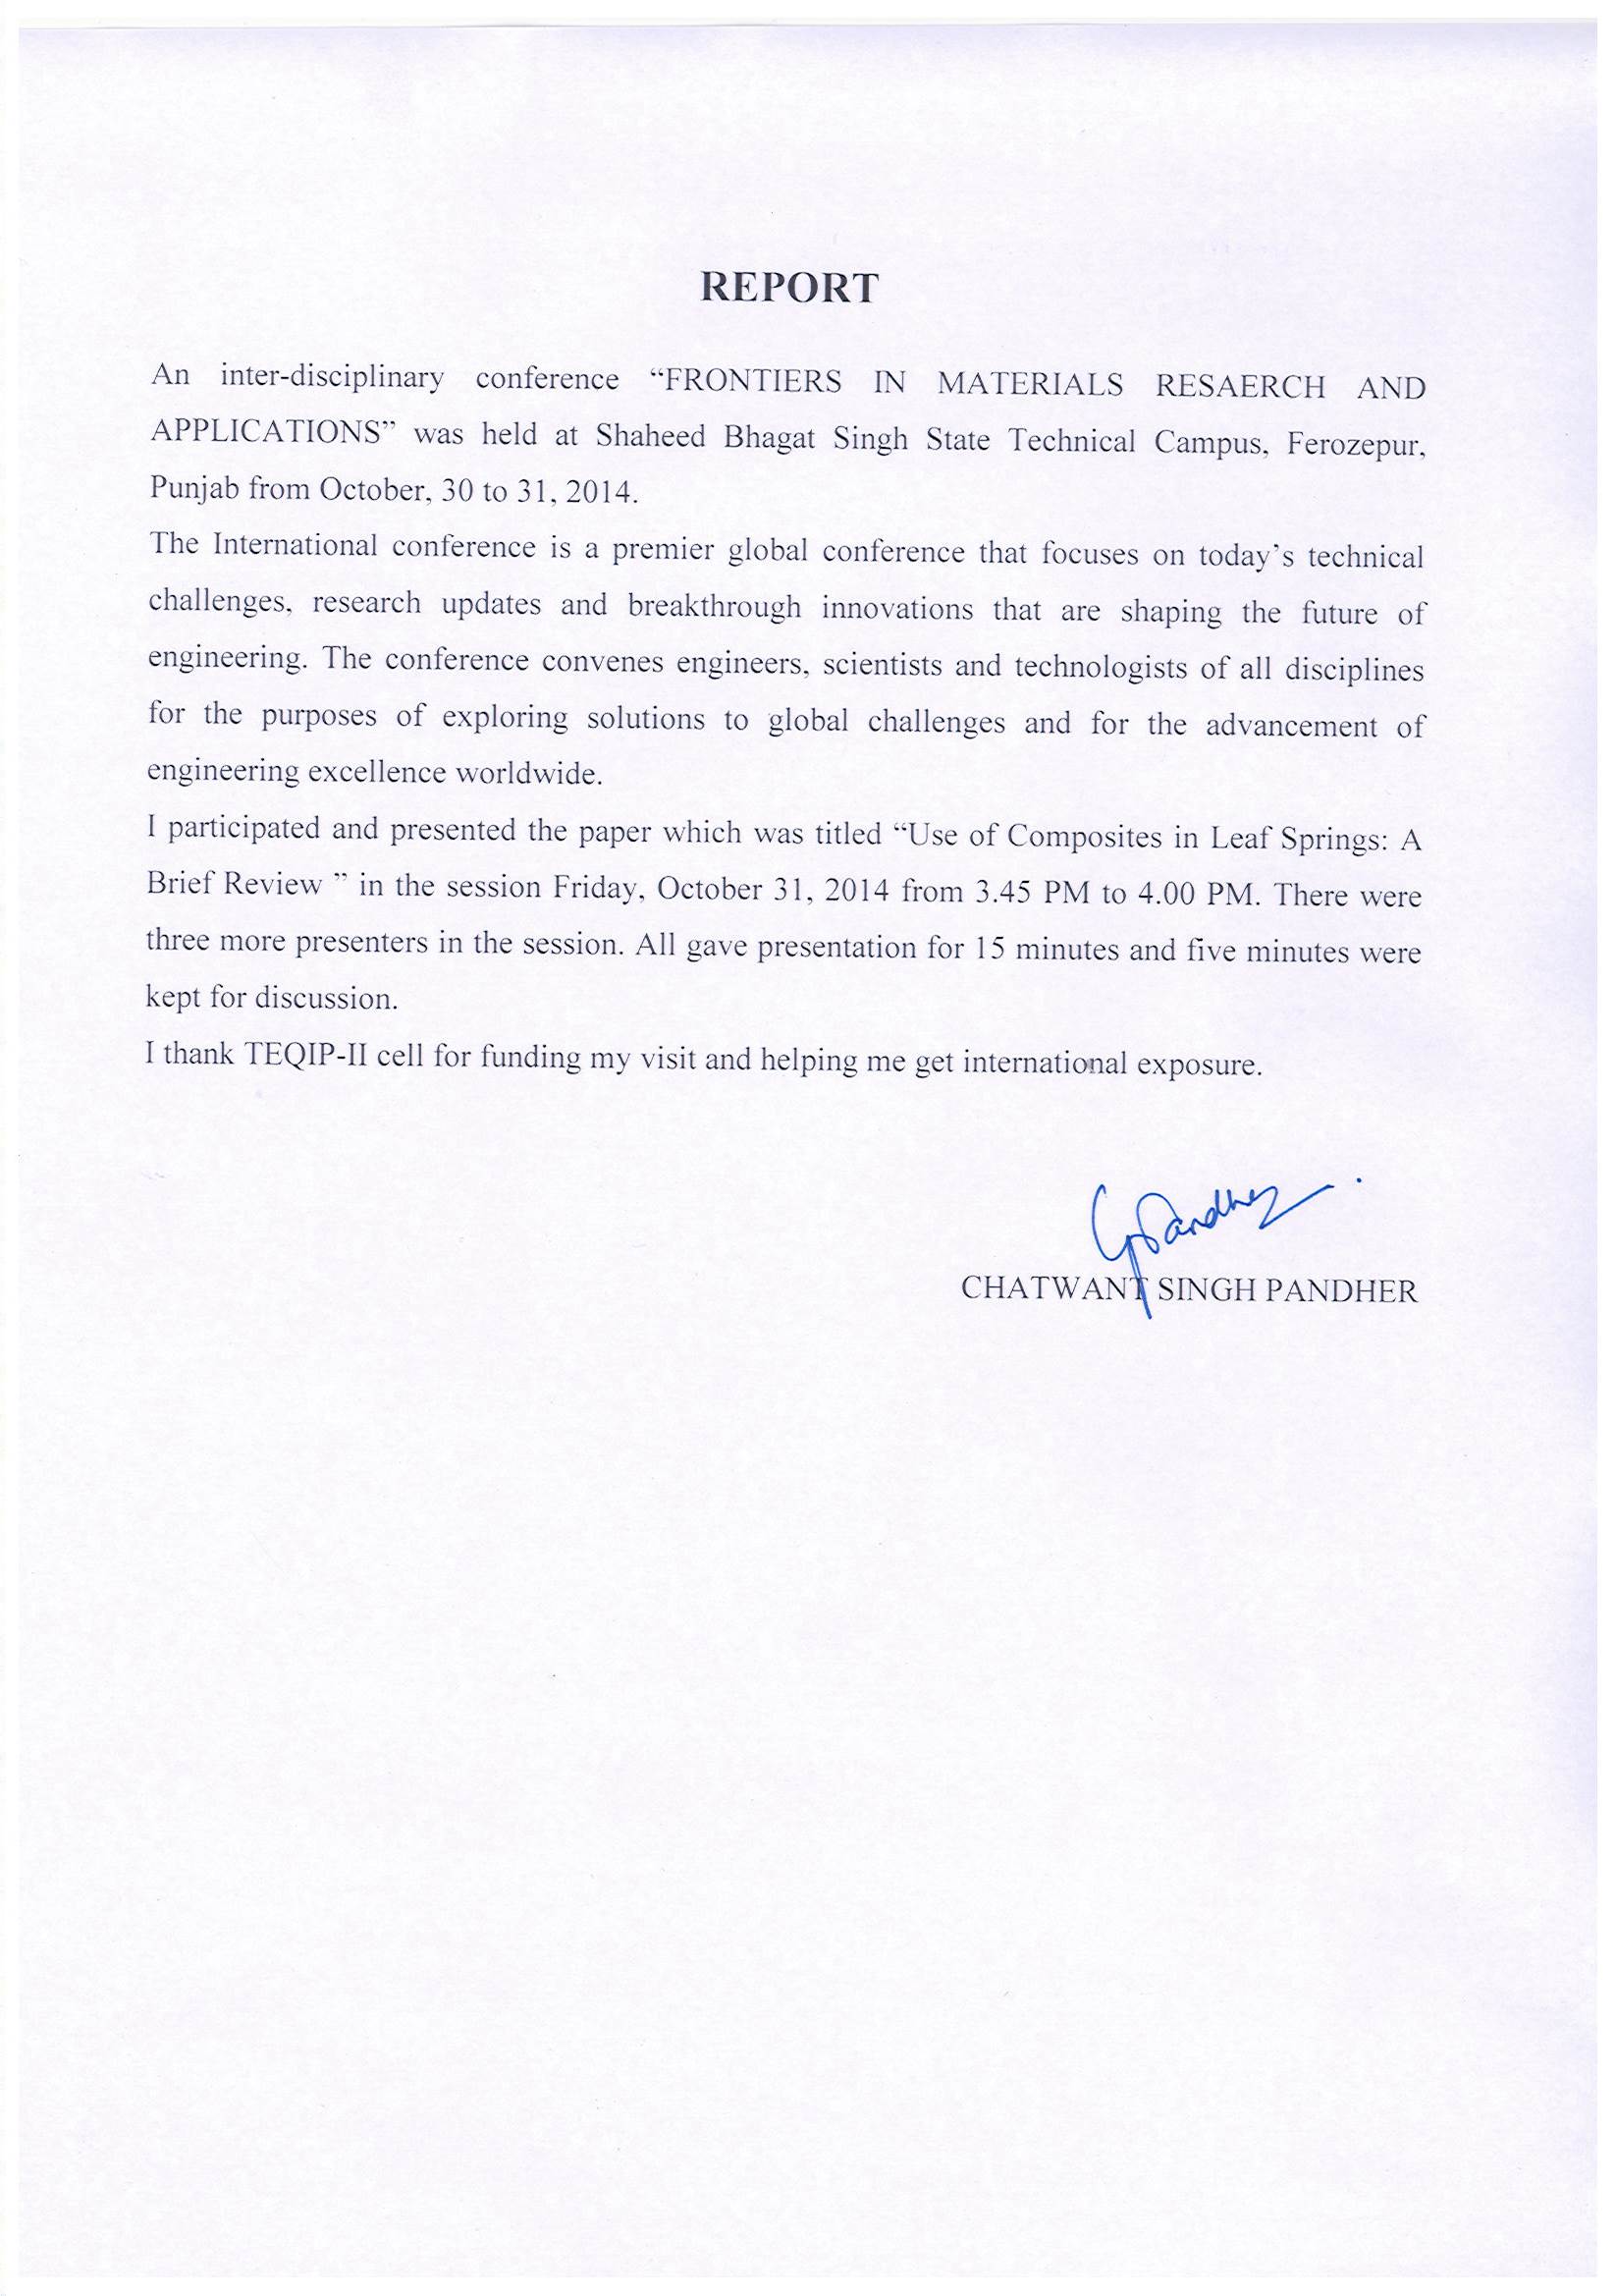 REPORT
An inter-disciplinary conference “FRONTIERS IN MATERIALS RESAERCH AND
APPLICATIONS” was held at Shaheed Bhagat Singh State Technical Campus, Ferozepur,
Punjab from October, 30 to 31, 2014.
The International conference is a premier global conference that focuses on today’s technical
challenges, research updates and breakthrough innovations that are shaping the future of
engineering. The conference convenes engineers, scientists and technologists of all disciplines
for the purposes of exploring solutions to global challenges and for the advancement of
engineering excellence worldwide.
I participated and presented the paper which was titled “Use of Composites in Leaf Springs: A
Brief Review ” in the session Friday, October 31, 2014 from 3.45 PM to 4.00 PM. There were
three more presenters in the session. All gave presentation for 15 minutes and five minutes were
kept for discussion.
I thank TEQIP-II cell for funding my visit and helping me get international exposure.
CHATWANT SINGH PANDHER